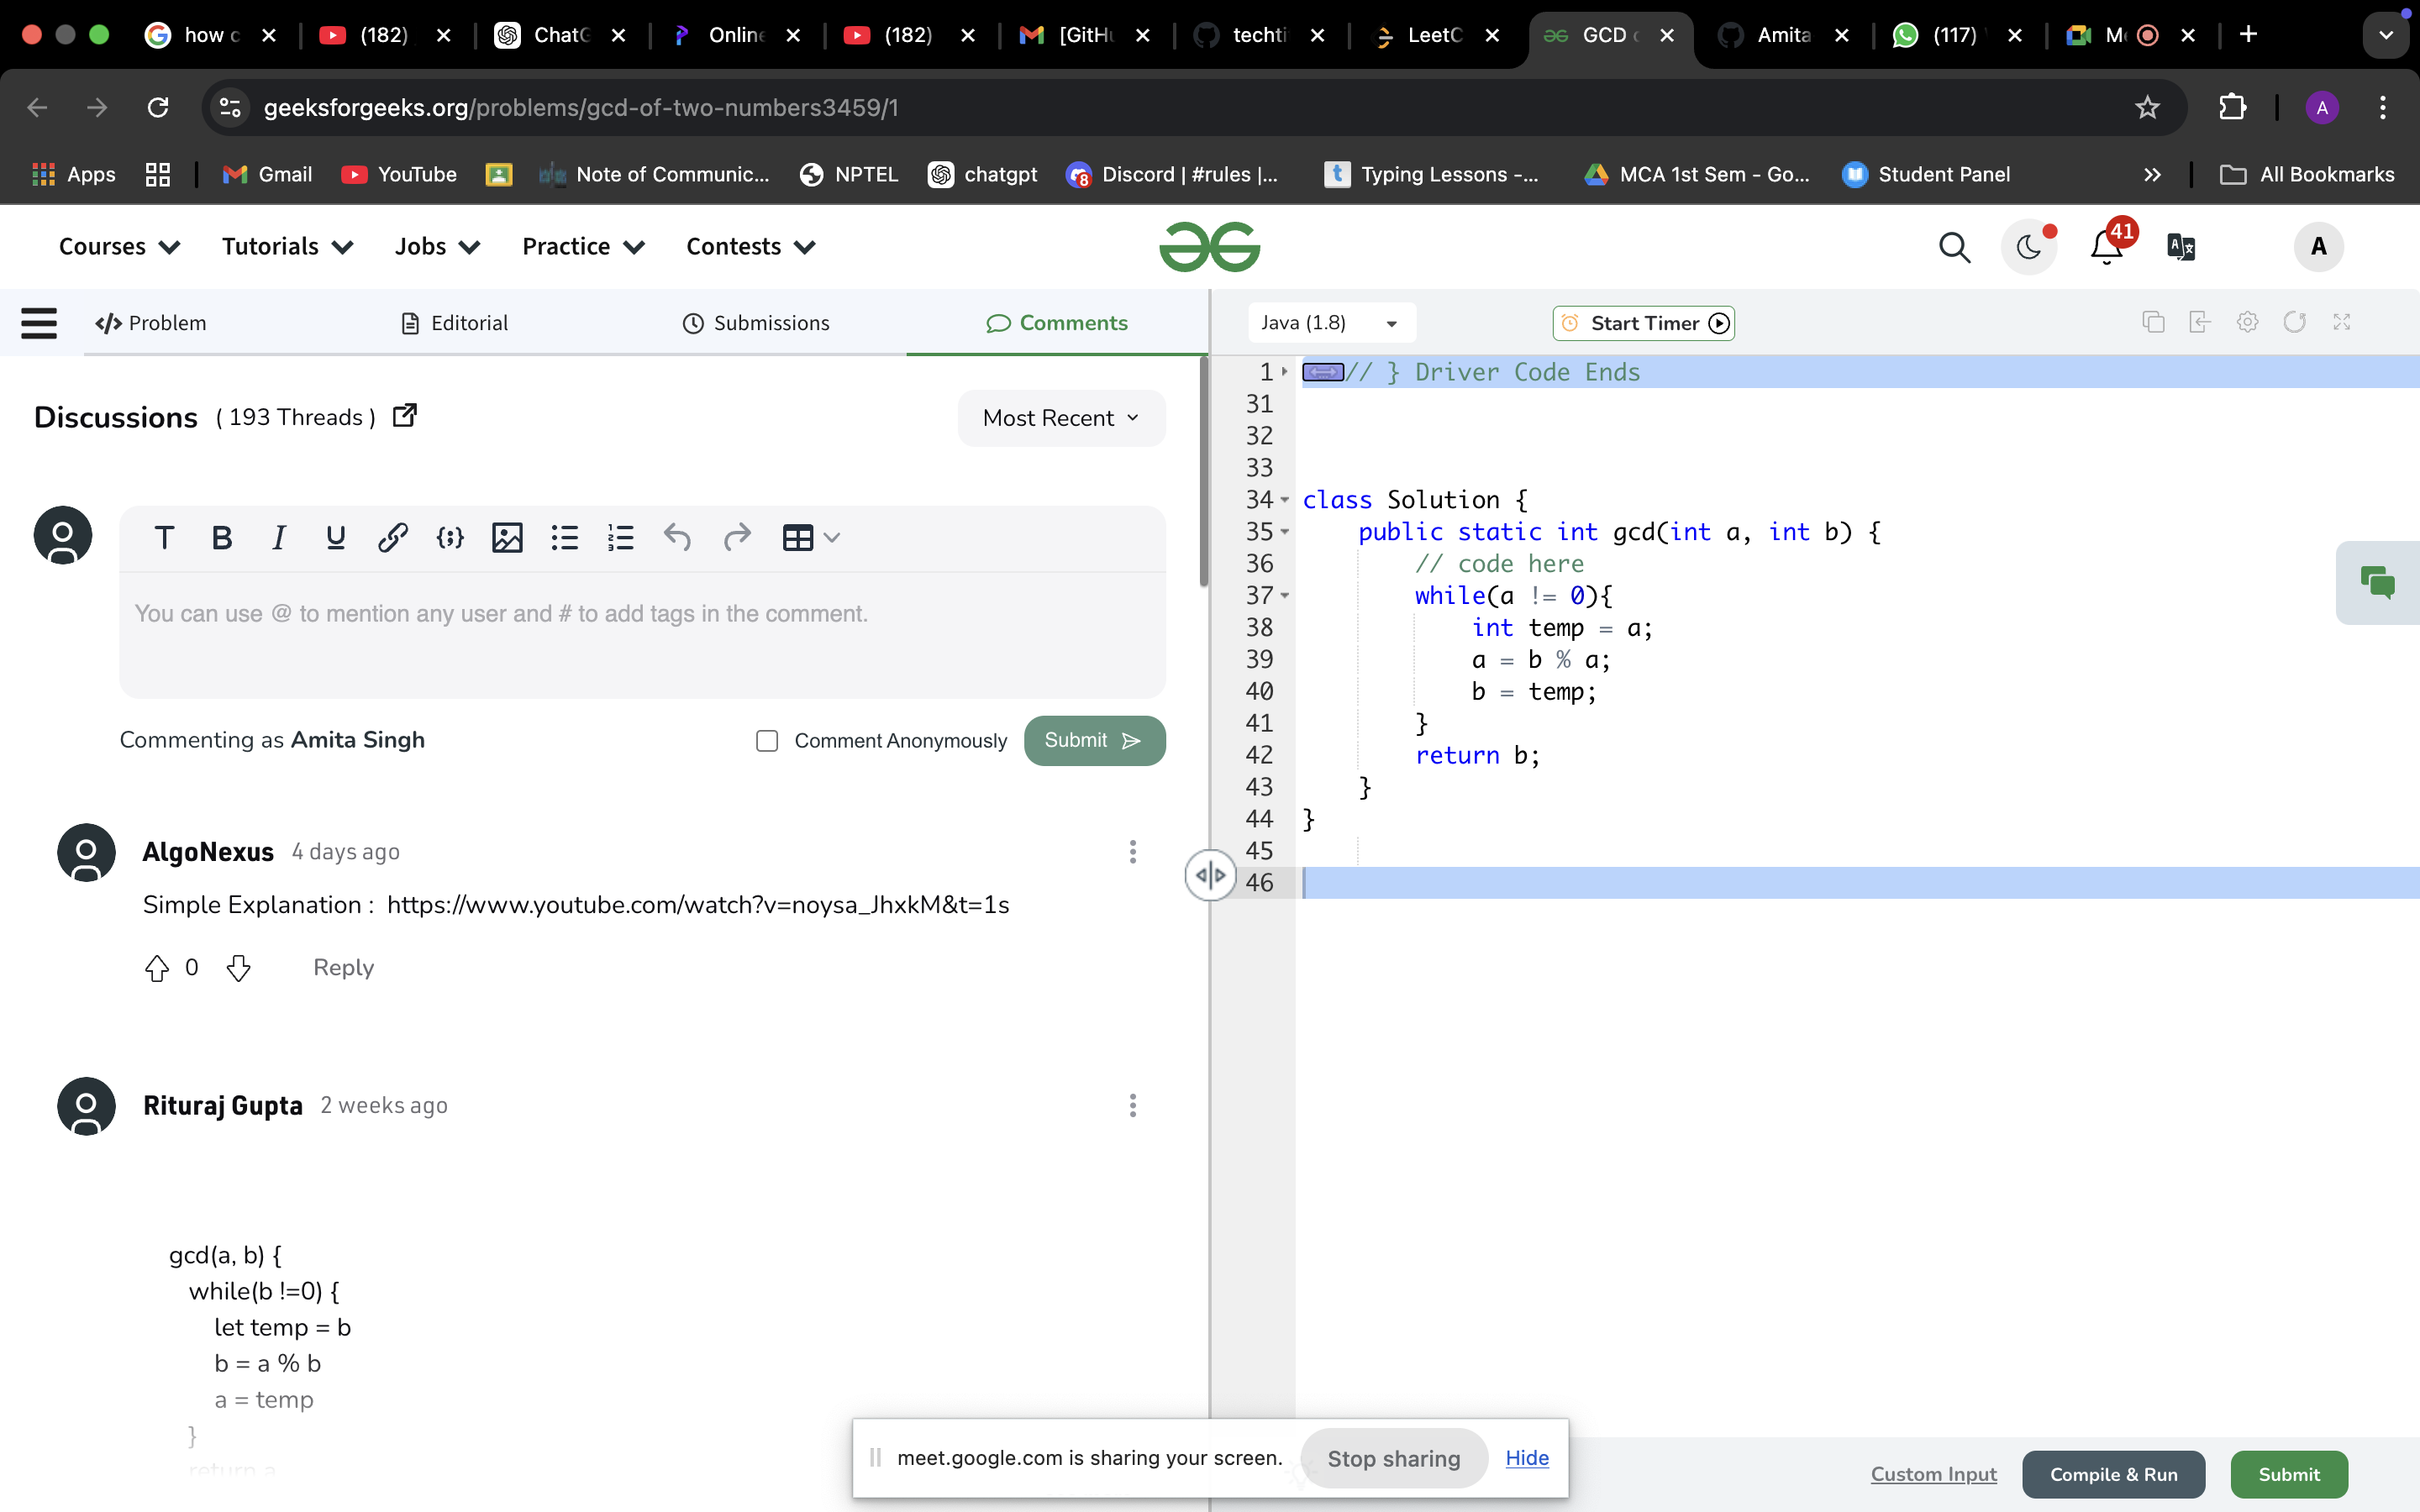 how c
(182)
ChatG
Online
(182)
[GitHu
techti
LeetC
GCD o
Amita
(117)
Me
geeksforgeeks.org/problems/gcd-of-two-numbers3459/1
A
Apps
Gmail
YouTube
Note of Communic...
NPTEL
chatgpt
Discord | #rules |...
Typing Lessons -...
MCA 1st Sem - Go...
Student Panel
All Bookmarks
Courses
Tutorials
Jobs
Practice
Contests
41
A
Problem
Editorial
Submissions
Comments
Discussions ( 193 Threads )
Most Recent
You can use @ to mention any user and # to add tags in the comment.
Commenting as Amita Singh
Comment Anonymously
Submit
AlgoNexus 4 days ago
Simple Explanation : https://www.youtube.com/watch?v=noysa_JhxkM&t=1s
0
Reply
Rituraj Gupta 2 weeks ago
gcd(a, b) {
while(b !=0) {
let temp = b
b = a % b
a = temp
}
return a
Java (1.8)
Start Timer
1 // } Driver Code Ends
31
32
33
34 class Solution {
35 public static int gcd(int a, int b) {
36 // code here
37 while(a != 0){
38 int temp = a;
39 a = b % a;
40 b = temp;
41 }
42 return b;
43 }
44 }
45
46
meet.google.com is sharing your screen.
Stop sharing
Hide
Custom Input
Compile & Run
Submit